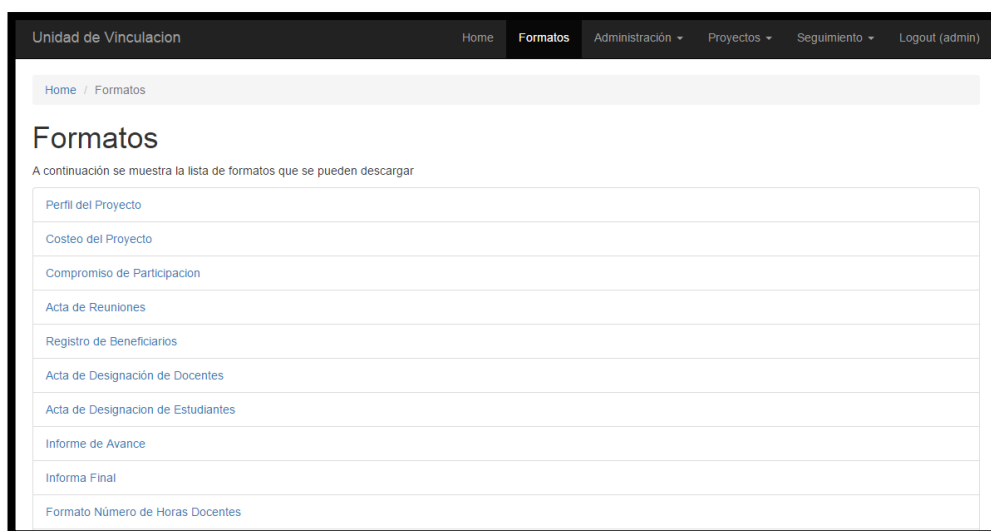 Unidad de Vinculacion Home Formatos Administración Proyectos Seguimiento Logout (admin)
Home / Formatos
Formatos
A continuación se muestra la lista de formatos que se pueden descargar
Perfil del Proyecto
Costeo del Proyecto
Compromiso de Participacion
Acta de Reuniones
Registro de Beneficiarios
Acta de Designación de Docentes
Acta de Designacion de Estudiantes
Informe de Avance
Informa Final
Formato Número de Horas Docentes